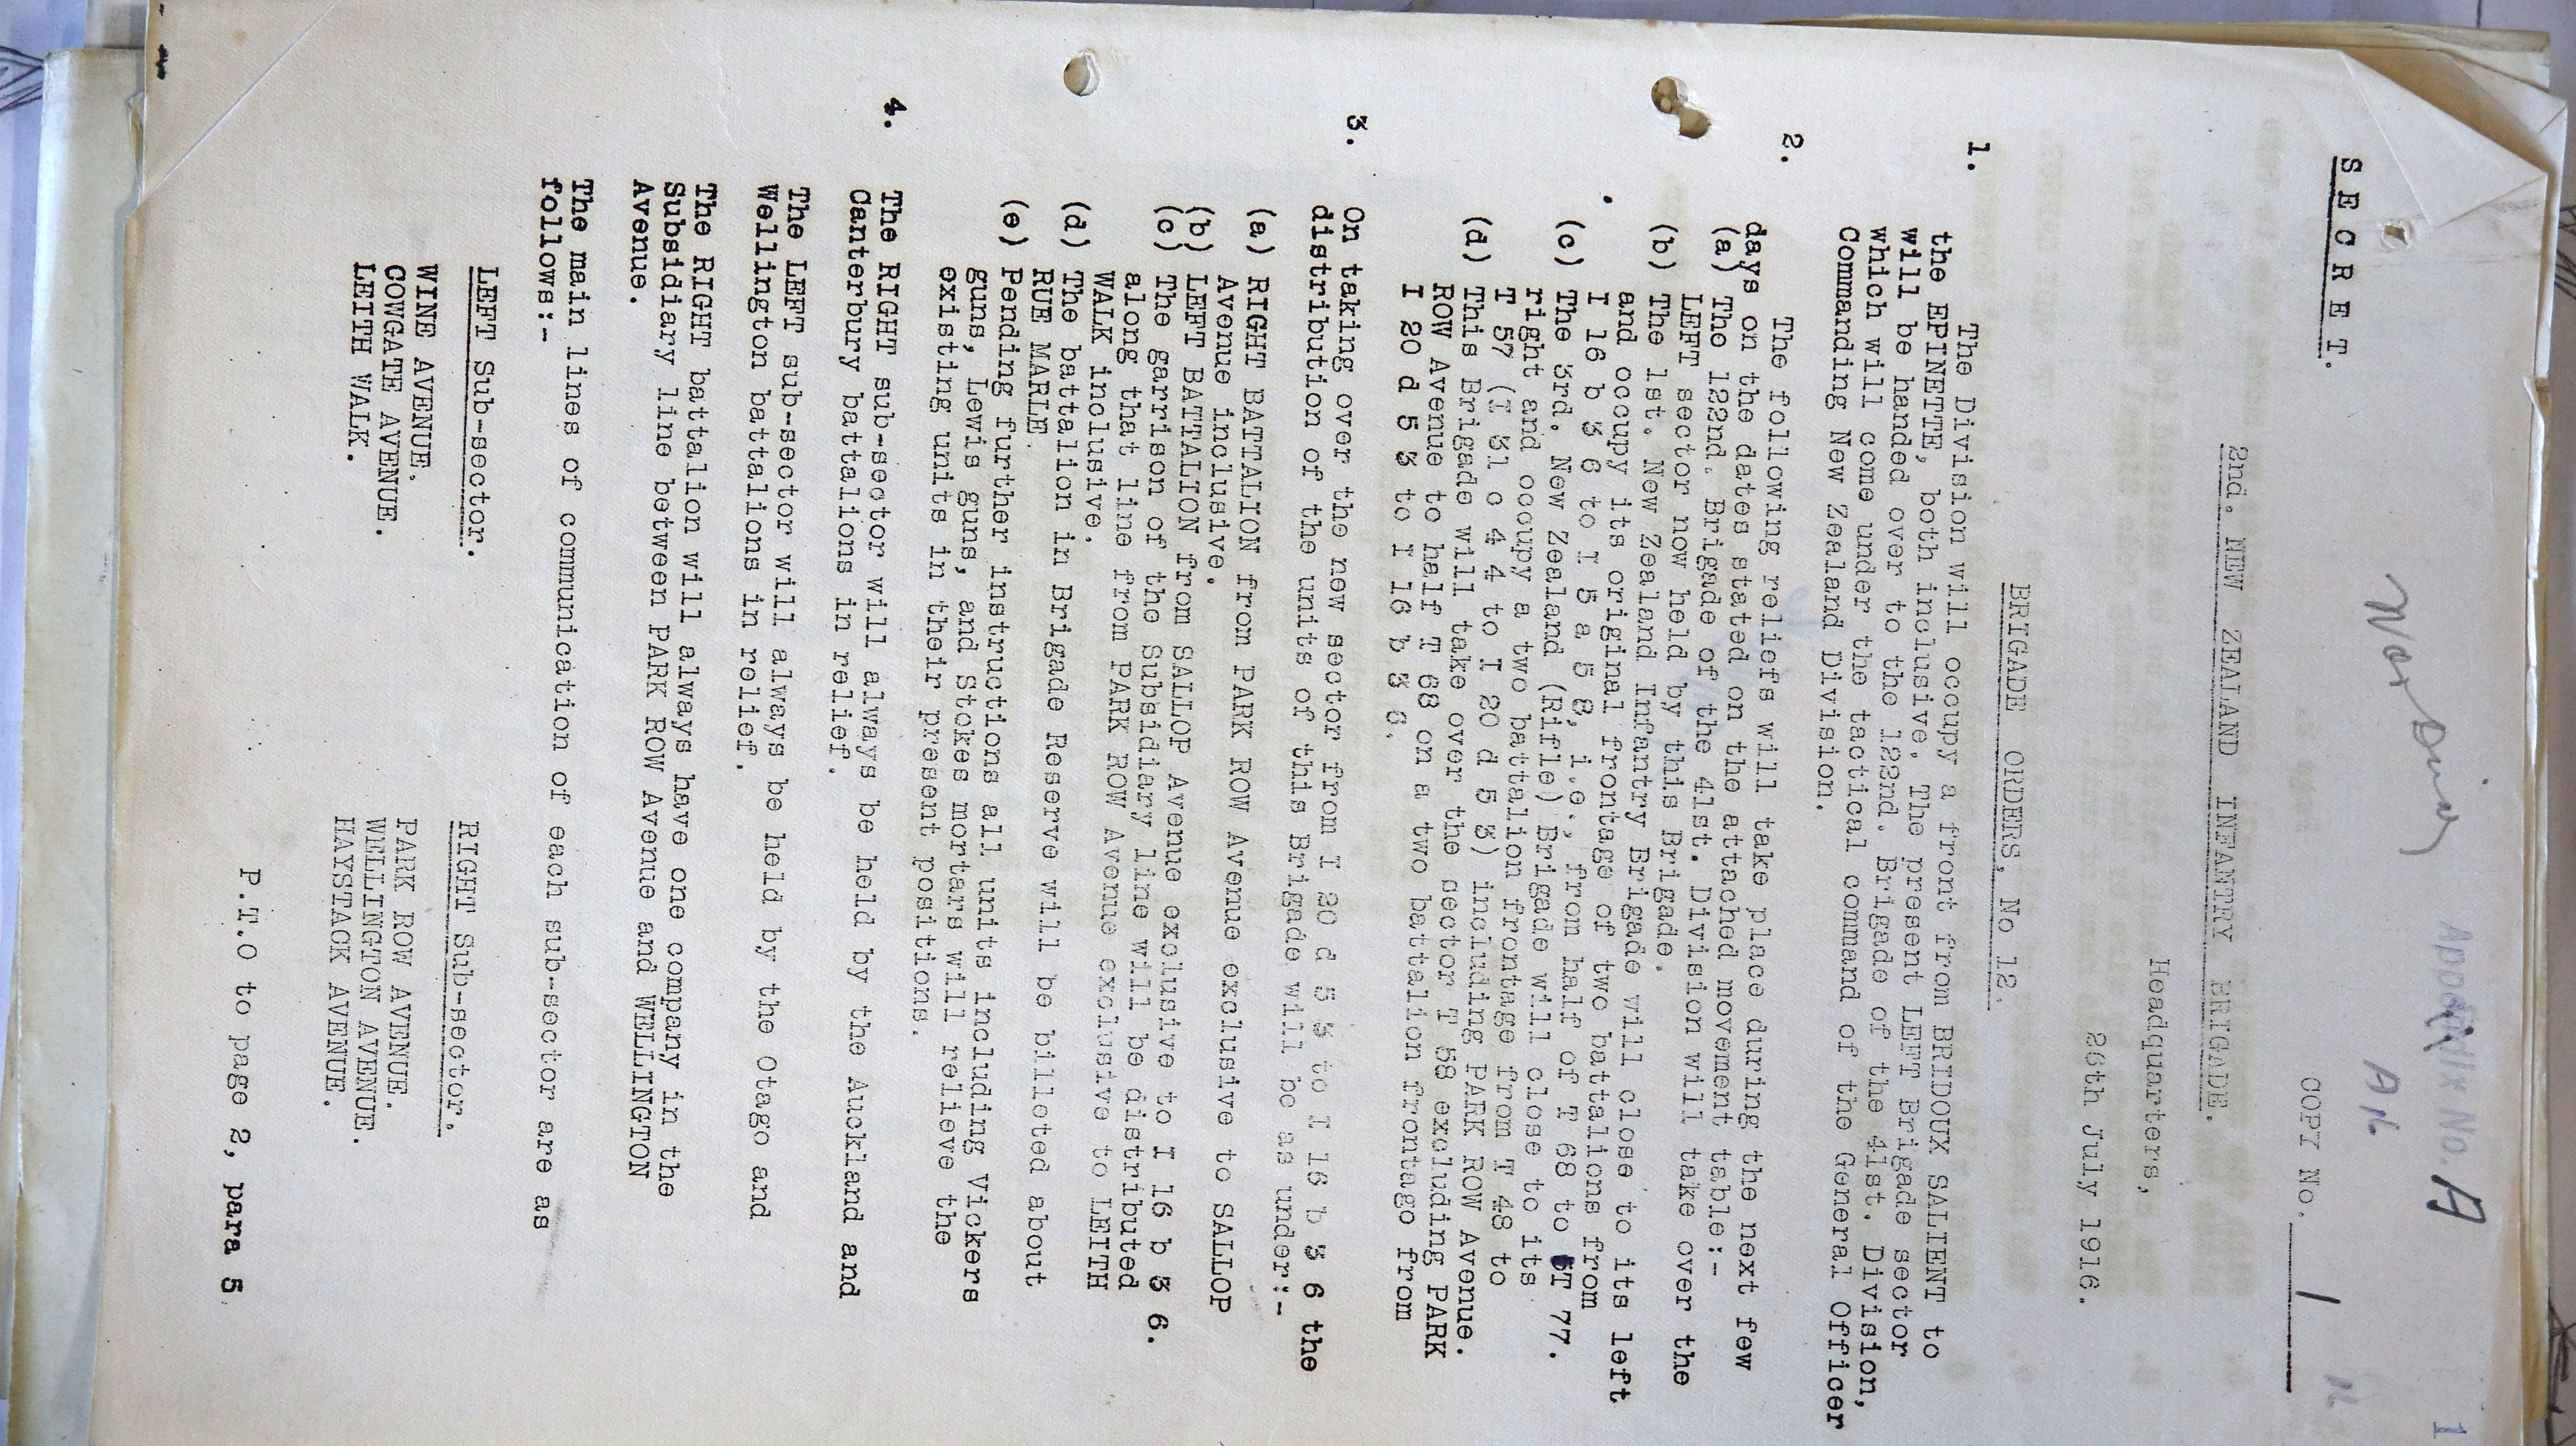 War Diary
APPENDIX No. A
S E C R E T.
COPY No. 1
2nd. NEW ZEALAND INFANTRY BRIGADE.
Headquarters,
26th July 1916.
BRIGADE ORDERS, No 12.
1. The Division will occupy a front from BRIDOUX SALIENT to
the EPINETTE, both inclusive. The present LEFT Brigade sector
will be handed over to the 122nd. Brigade of the 41st. Division,
which will come under the tactical command of the General Officer
Commanding New Zealand Division.
2. The following reliefs will take place during the next few
days on the dates stated on the attached movement table:-
(a) The 122nd. Brigade of the 41st. Division will take over the
LEFT sector now held by this Brigade.
(b) The 1st. New Zealand Infantry Brigade will close to its left
and occupy its original frontage of two battalions from
I 16 b 3 6 to I 5 a 5 8, i.e., from half of T 68 to T 77.
(c) The 3rd. New Zealand (Rifle) Brigade will close to its
right and occupy a two battalion frontage from T 48 to
T 57 (I 31 c 4 4 to I 20 d 5 3) including PARK ROW Avenue.
(d) This Brigade will take over the sector T 58 excluding PARK
ROW Avenue to half T 68 on a two battalion frontage from
I 20 d 5 3 to I 16 b 3 6.
3. On taking over the new sector from I 20 d 5 3 to I 16 b 3 6 the
distribution of the units of this Brigade will be as under:-
(a) RIGHT BATTALION from PARK ROW Avenue exclusive to SALLOP
Avenue inclusive.
(b) LEFT BATTALION from SALLOP Avenue exclusive to I 16 b 3 6.
(c) The garrison of the Subsidiary line will be distributed
along that line from PARK ROW Avenue exclusive to LEITH
WALK inclusive.
(d) The battalion in Brigade Reserve will be billeted about
RUE MARLE.
(e) Pending further instructions all units including Vickers
guns, Lewis guns, and Stokes mortars will relieve the
existing units in their present positions.
4. The RIGHT sub-sector will always be held by the Auckland and
Canterbury battalions in relief.
The LEFT sub-sector will always be held by the Otago and
Wellington battalions in relief.
The RIGHT battalion will always have one company in the
Subsidiary line between PARK ROW Avenue and WELLINGTON
Avenue.
The main lines of communication of each sub-sector are as
follows:-
LEFT Sub-sector. RIGHT Sub-sector.
WINE AVENUE. PARK ROW AVENUE.
COWGATE AVENUE. WELLINGTON AVENUE.
LEITH WALK. HAYSTACK AVENUE.
P.T.O to page 2, para 5